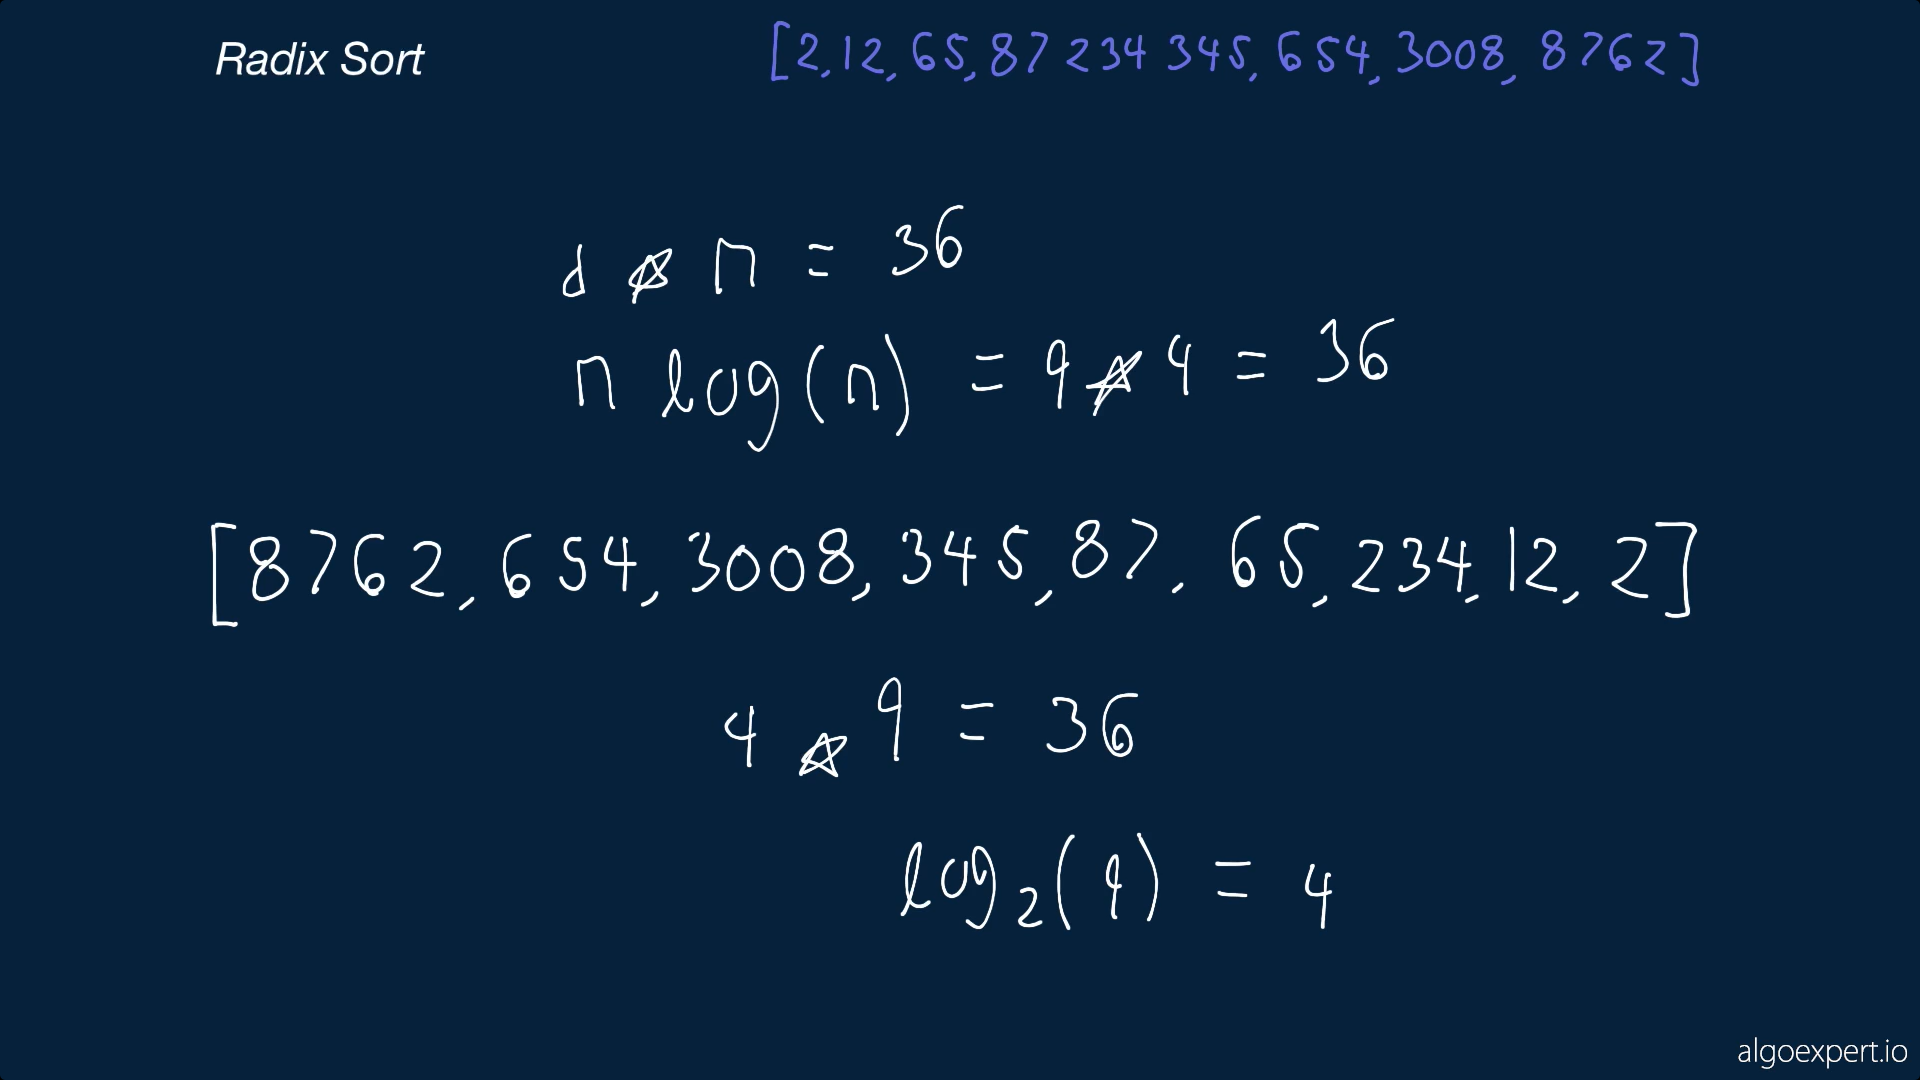 Radix Sort
[2,12,65,87 234 345,654,3008,8762]
d * n = 36
n log(n) = 9 * 4 = 36
[8762,654,3008,345,87,65,234,12,2]
4 * 9 = 36
log₂(9) = 4
algoexpert.io